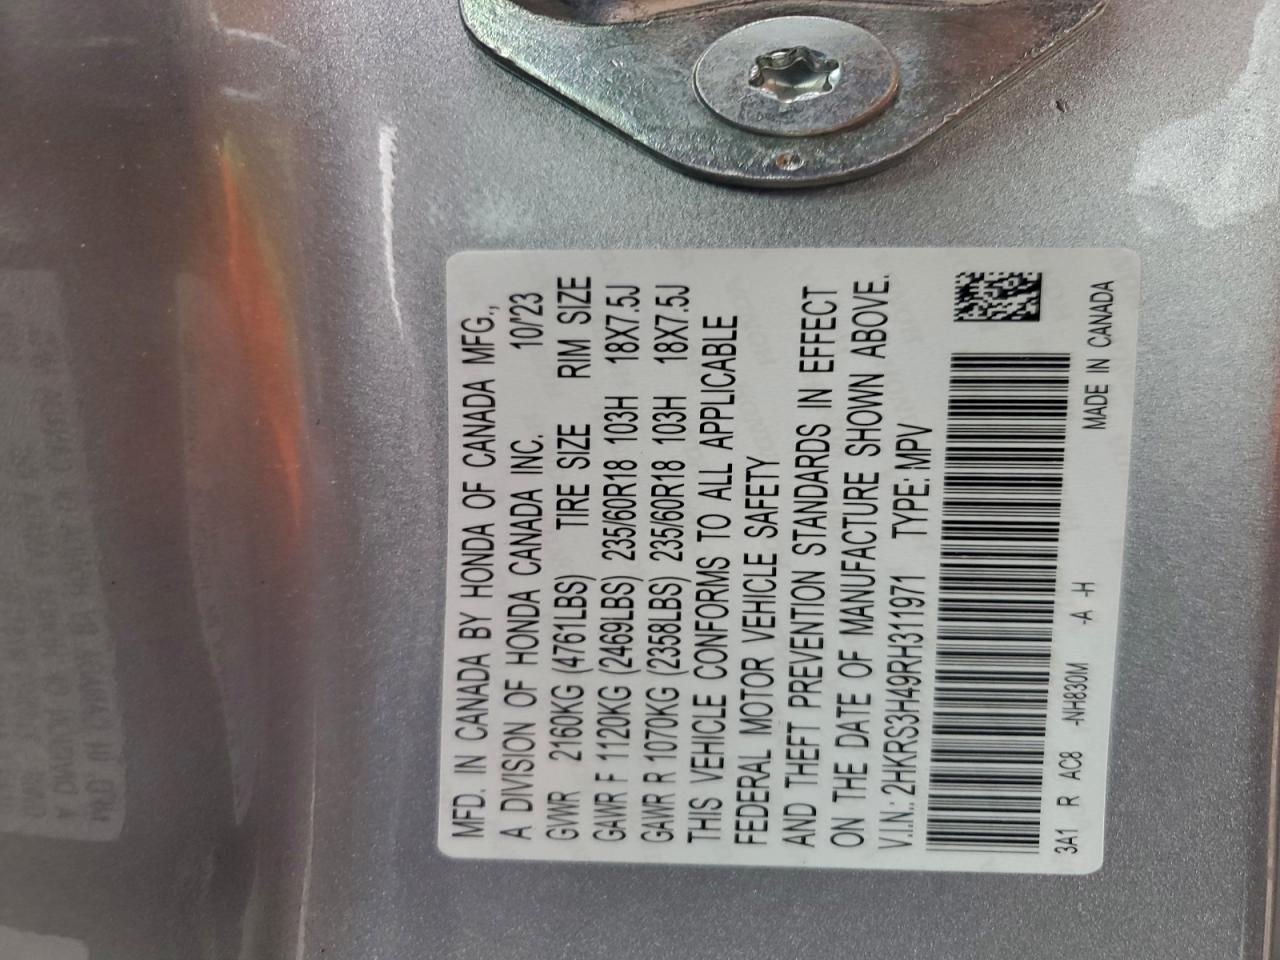 MFD. IN CANADA BY HONDA OF CANADA MFG.,
A DIVISION OF HONDA CANADA INC. 10/'23
GVWR 2160KG (4761LBS) TIRE SIZE RIM SIZE
GAWR F 1120KG (2469LBS) 235/60R18 103H 18X7.5J
GAWR R 1070KG (2358LBS) 235/60R18 103H 18X7.5J
THIS VEHICLE CONFORMS TO ALL APPLICABLE
FEDERAL MOTOR VEHICLE SAFETY
AND THEFT PREVENTION STANDARDS IN EFFECT
ON THE DATE OF MANUFACTURE SHOWN ABOVE.
V.I.N.: 2HKRS3H49RH311971 TYPE: MPV
3A1 R AC8 -NH830M -A -H MADE IN CANADA